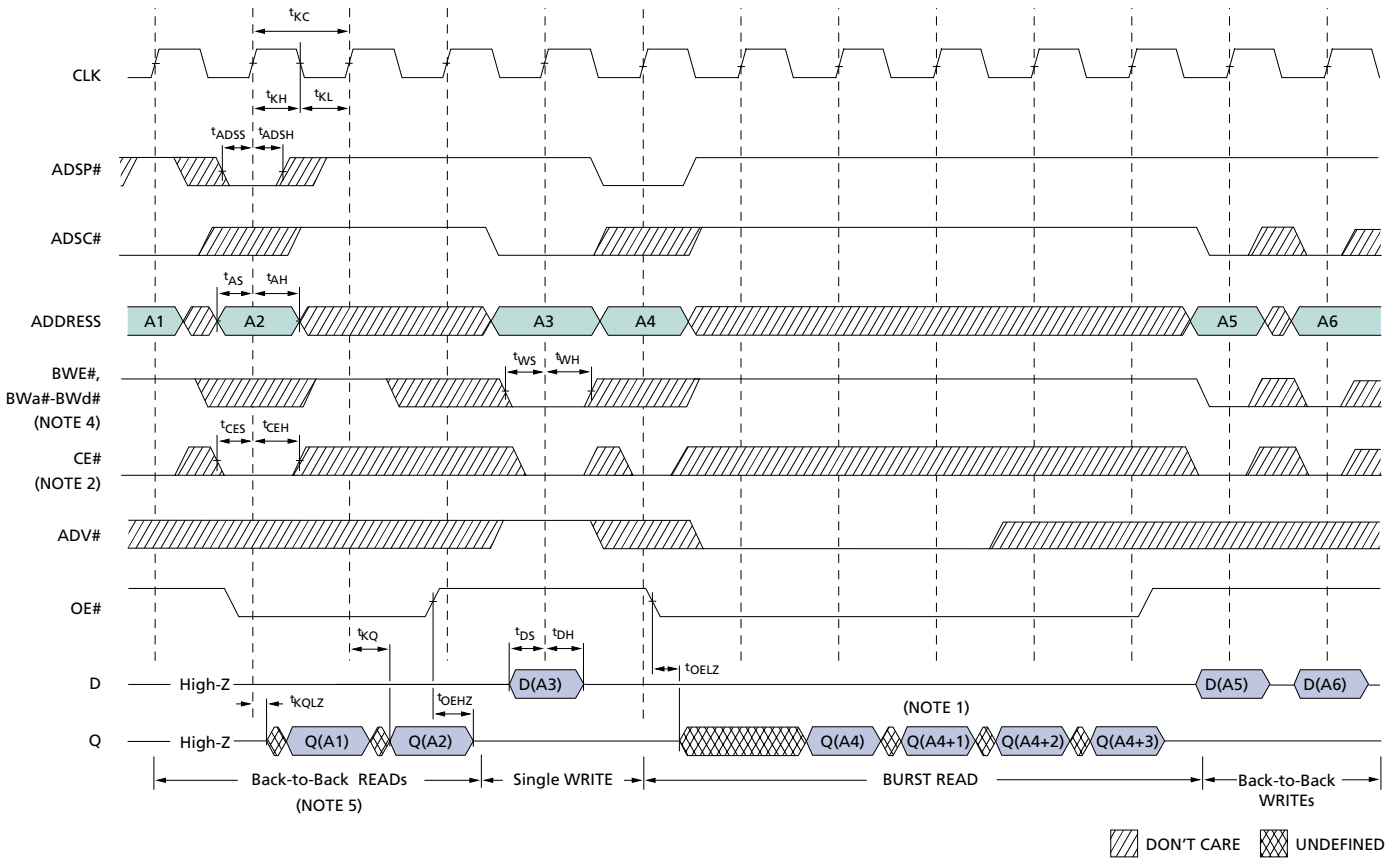 tKC
CLK
tKH
tKL
tADSS
tADSH
ADSP#
ADSC#
tAS
tAH
ADDRESS
A1
A2
A3
A4
A5
A6
BWE#,
BWa#-BWd#
(NOTE 4)
tWS
tWH
tCES
tCEH
CE#
(NOTE 2)
ADV#
OE#
tKQ
tDS
tDH
tOELZ
D
High-Z
D(A3)
D(A5)
D(A6)
tKQLZ
tOEHZ
(NOTE 1)
Q
High-Z
Q(A1)
Q(A2)
Q(A4)
Q(A4+1)
Q(A4+2)
Q(A4+3)
Back-to-Back READs
(NOTE 5)
Single WRITE
BURST READ
Back-to-Back
WRITEs
DON'T CARE
UNDEFINED